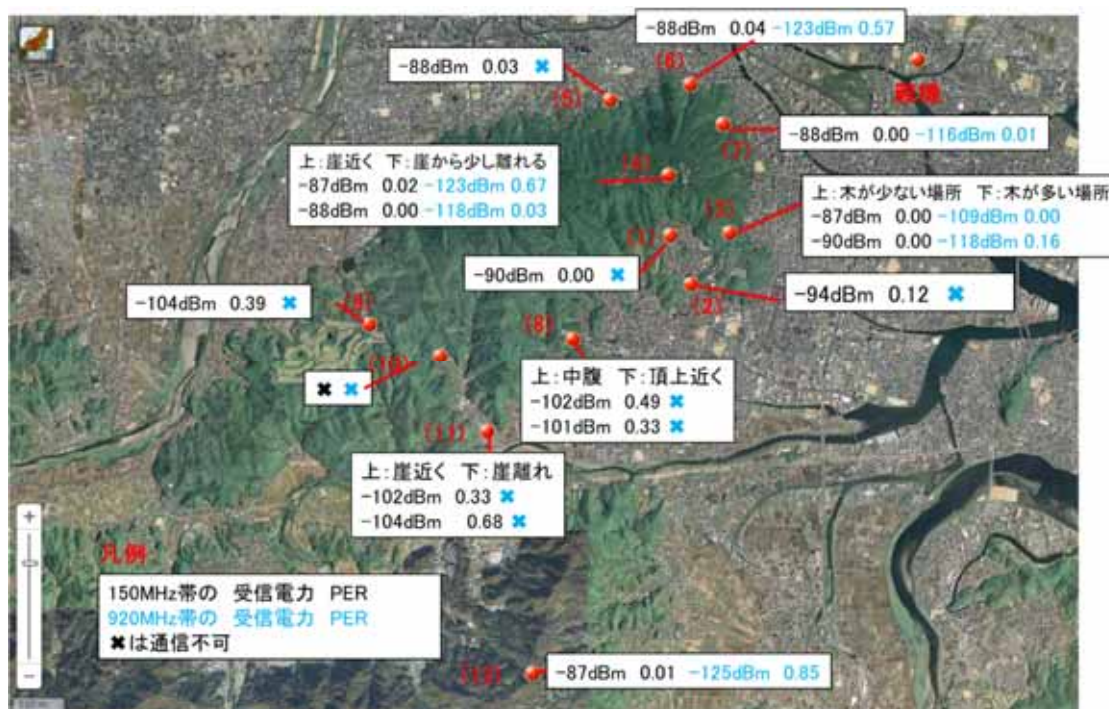 -88dBm 0.04 -123dBm 0.57
(6)
-88dBm 0.03 ✖
(5)
親機
-88dBm 0.00 -116dBm 0.01
(7)
上:崖近く 下:崖から少し離れる
-87dBm 0.02 -123dBm 0.67
-88dBm 0.00 -118dBm 0.03
(4)
上:木が少ない場所 下:木が多い場所
-87dBm 0.00 -109dBm 0.00
-90dBm 0.00 -118dBm 0.16
(3)
(1)
-90dBm 0.00 ✖
-94dBm 0.12 ✖
(2)
-104dBm 0.39 ✖
(9)
(8)
(10)
✖ ✖
上:中腹 下:頂上近く
-102dBm 0.49 ✖
-101dBm 0.33 ✖
(11)
上:崖近く 下:崖離れ
-102dBm 0.33 ✖
-104dBm 0.68 ✖
+
凡例
150MHz帯の 受信電力 PER
920MHz帯の 受信電力 PER
✖は通信不可
−
(12)
-87dBm 0.01 -125dBm 0.85